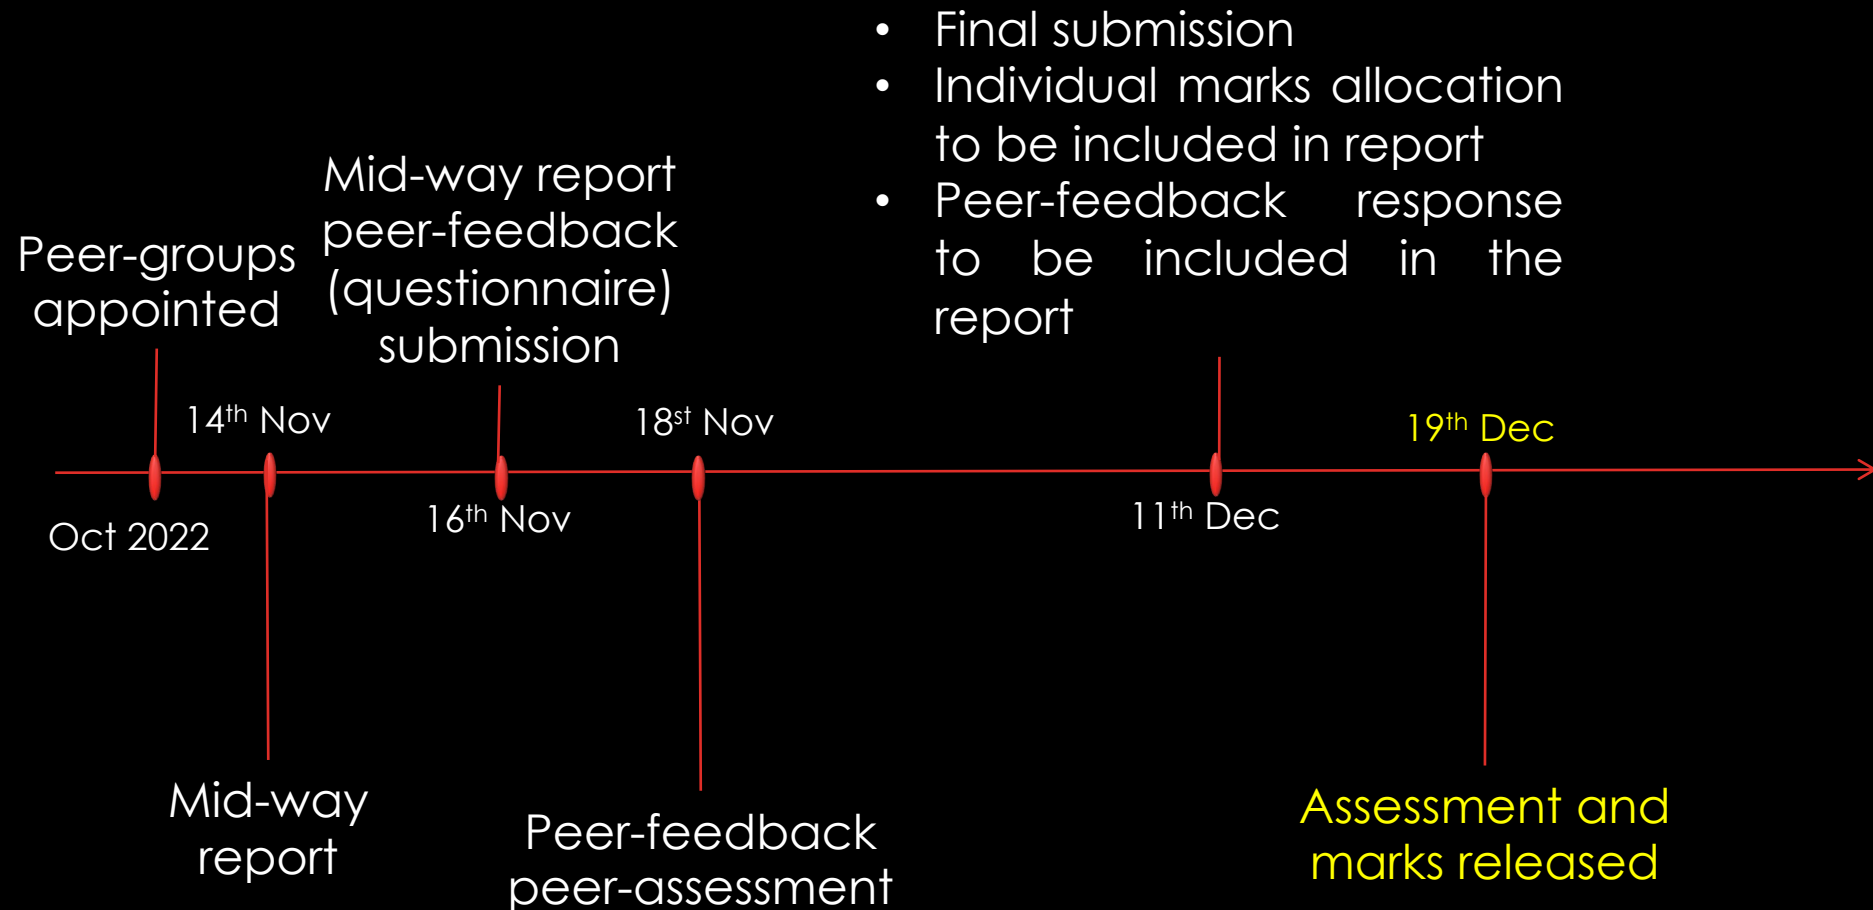 • Final submission
• Individual marks allocation
to be included in report
• Peer-feedback response
to be included in the
report
Mid-way report
peer-feedback
(questionnaire)
submission
Peer-groups
appointed
14th Nov
18st Nov
19th Dec
Oct 2022
16th Nov
11th Dec
Mid-way
report
Peer-feedback
peer-assessment
Assessment and
marks released